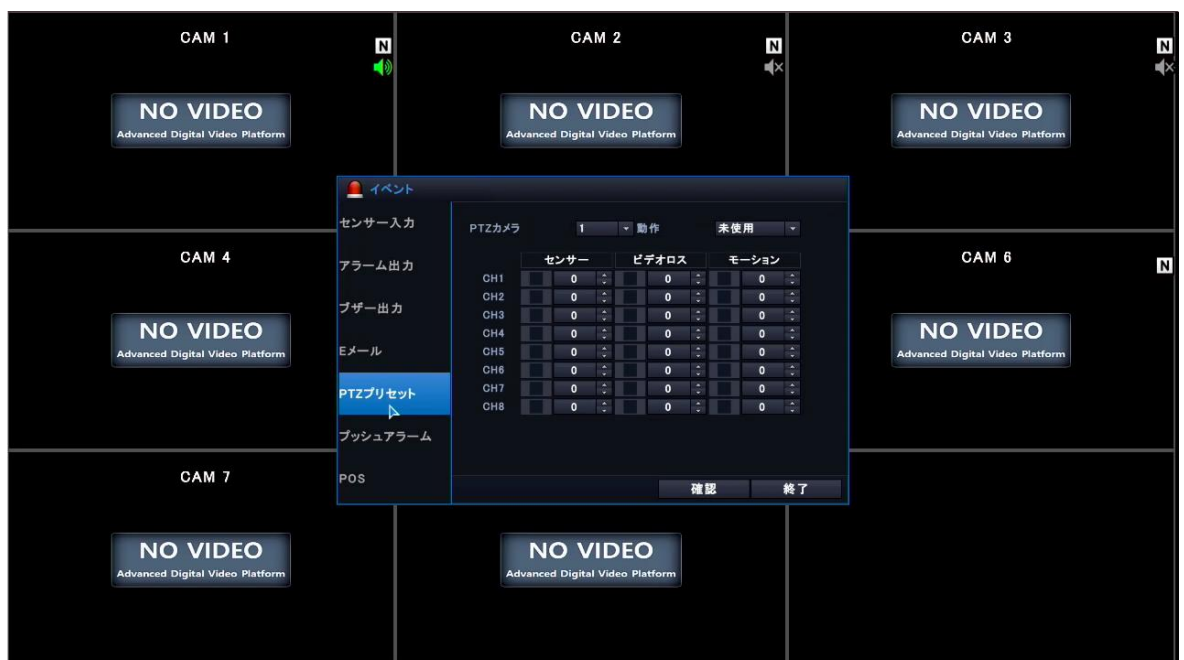 CAM 1
N
NO VIDEO
Advanced Digital Video Platform
CAM 2
N
NO VIDEO
Advanced Digital Video Platform
CAM 3
N
NO VIDEO
Advanced Digital Video Platform
CAM 4
NO VIDEO
Advanced Digital Video Platform
イベント
センサー入力
アラーム出力
ブザー出力
Eメール
PTZプリセット
プッシュアラーム
POS
PTZカメラ 1 動作 未使用
センサー ビデオロス モーション
CH1 0 0 0
CH2 0 0 0
CH3 0 0 0
CH4 0 0 0
CH5 0 0 0
CH6 0 0 0
CH7 0 0 0
CH8 0 0 0
確認 終了
CAM 6
N
NO VIDEO
Advanced Digital Video Platform
CAM 7
NO VIDEO
Advanced Digital Video Platform
NO VIDEO
Advanced Digital Video Platform